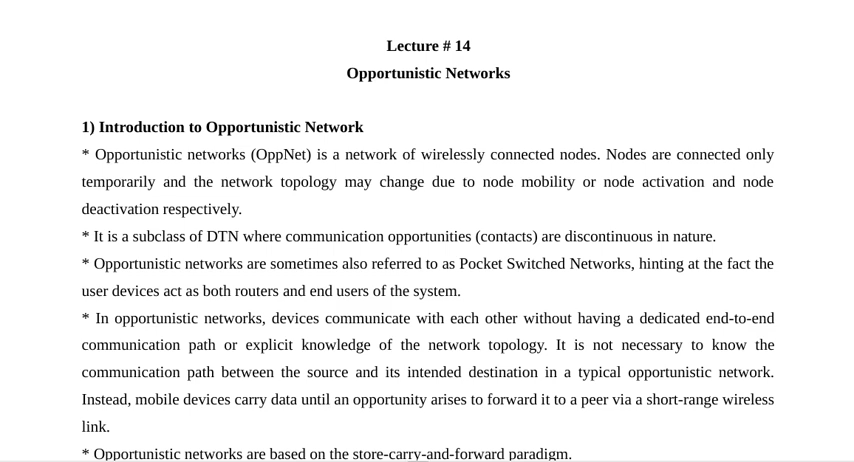 Lecture # 14
Opportunistic Networks
1) Introduction to Opportunistic Network
* Opportunistic networks (OppNet) is a network of wirelessly connected nodes. Nodes are connected only
temporarily and the network topology may change due to node mobility or node activation and node
deactivation respectively.
* It is a subclass of DTN where communication opportunities (contacts) are discontinuous in nature.
* Opportunistic networks are sometimes also referred to as Pocket Switched Networks, hinting at the fact the
user devices act as both routers and end users of the system.
* In opportunistic networks, devices communicate with each other without having a dedicated end-to-end
communication path or explicit knowledge of the network topology. It is not necessary to know the
communication path between the source and its intended destination in a typical opportunistic network.
Instead, mobile devices carry data until an opportunity arises to forward it to a peer via a short-range wireless
link.
* Opportunistic networks are based on the store-carry-and-forward paradigm.